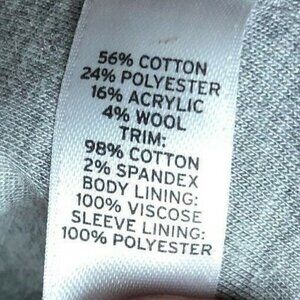 56% COTTON
24% POLYESTER
16% ACRYLIC
4% WOOL
TRIM:
98% COTTON
2% SPANDEX
BODY LINING:
100% VISCOSE
SLEEVE LINING:
100% POLYESTER